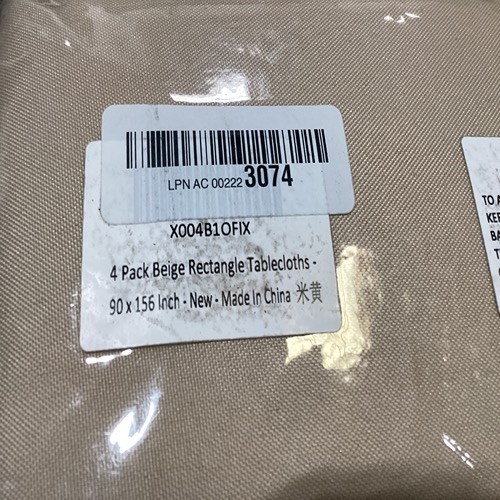 LPN AC 00222 3074
X004B1OFIX
4 Pack Beige Rectangle Tablecloths -
90 x 156 Inch - New - Made In China 米黄
TO A
KEE
BA